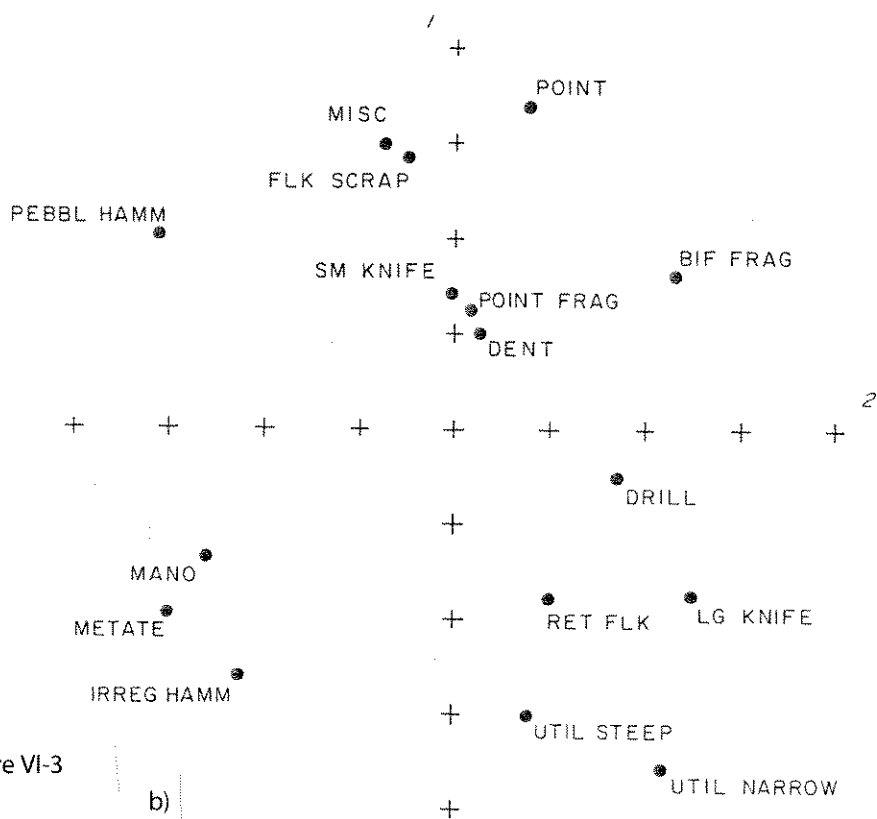 1
POINT
MISC
FLK SCRAP
PEBBL HAMM
BIF FRAG
SM KNIFE
POINT FRAG
DENT
2
DRILL
MANO
RET FLK
LG KNIFE
METATE
IRREG HAMM
UTIL STEEP
re VI-3
UTIL NARROW
b)